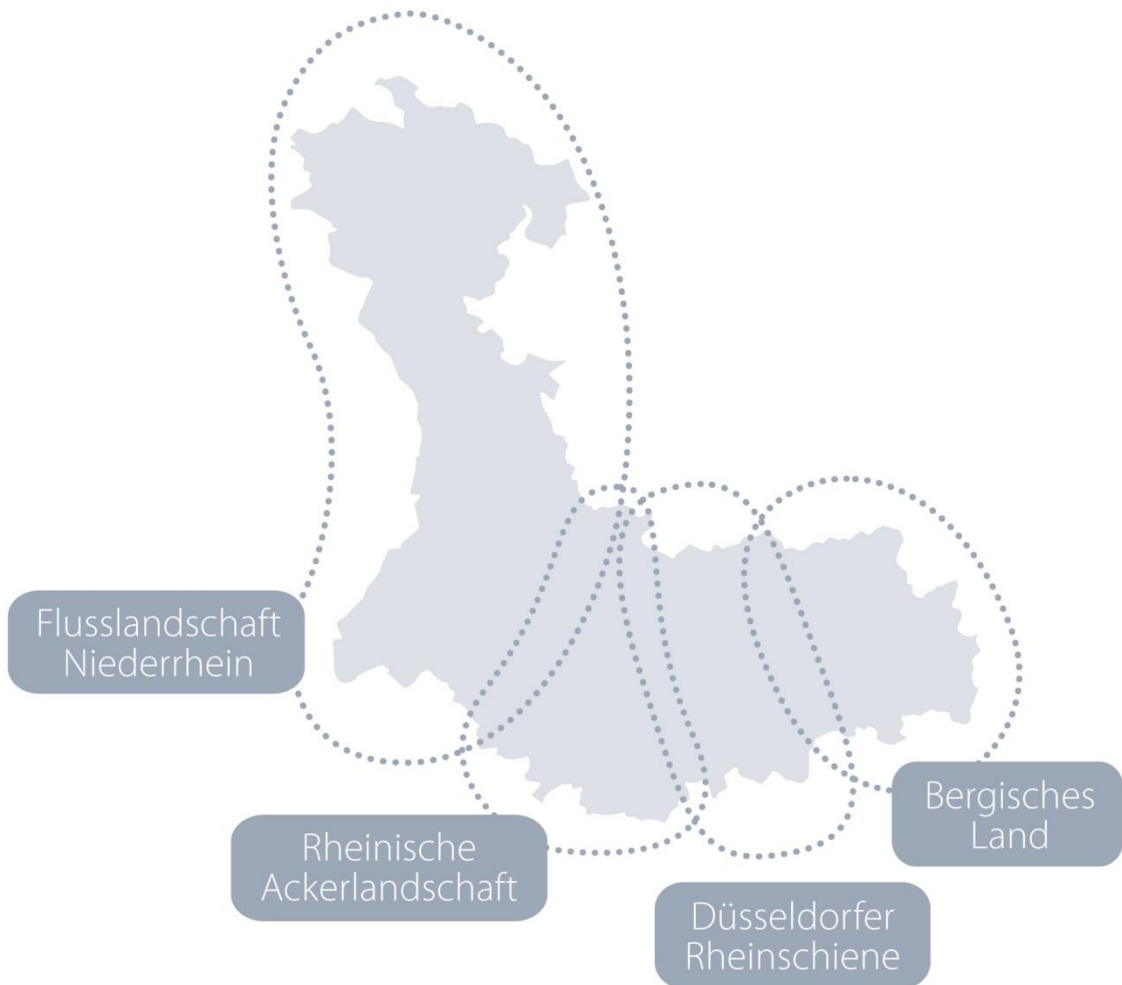 Flusslandschaft
Niederrhein
Rheinische
Ackerlandschaft
Düsseldorfer
Rheinschiene
Bergisches
Land